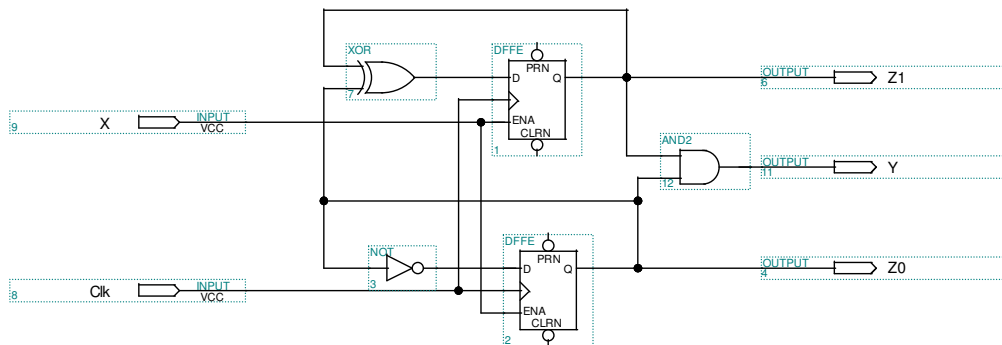 XOR
7
DFFE
PRN
D
Q
ENA
CLRN
1
OUTPUT
6
Z1
9
X
INPUT
VCC
AND2
12
OUTPUT
11
Y
NOT
3
DFFE
PRN
D
Q
ENA
CLRN
2
OUTPUT
4
Z0
8
Clk
INPUT
VCC